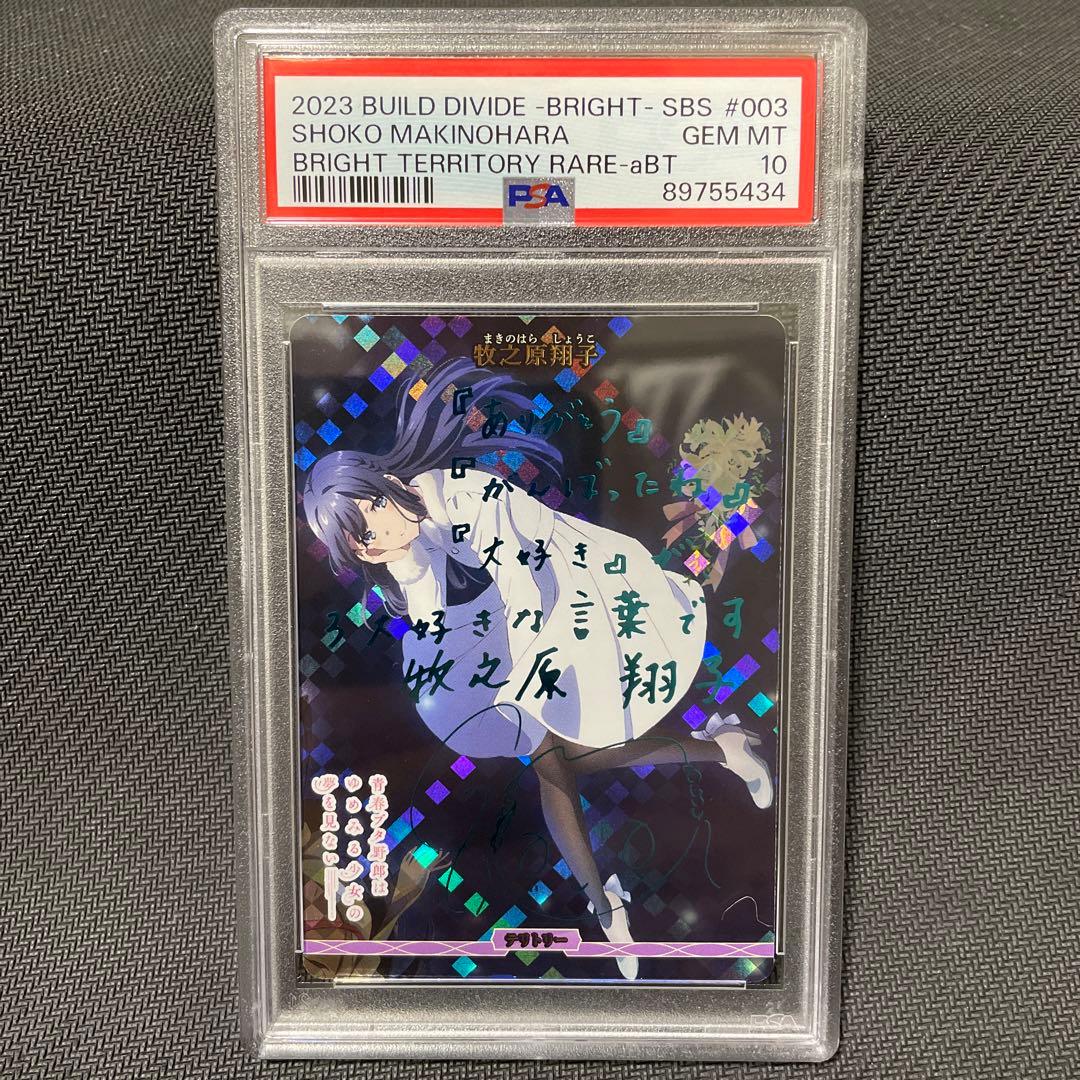 2023 BUILD DIVIDE -BRIGHT- SBS #003
SHOKO MAKINOHARA GEM MT
BRIGHT TERRITORY RARE-aBT 10
PSA 89755434
まきのはら しょうこ
牧之原翔子
『ありがとう』
『がんばったね』
『大好き』が、
3大好きな言葉です
牧之原 翔子
青春ブタ野郎は
ゆめみる少女の
夢を見ない
テリトリー
PSA